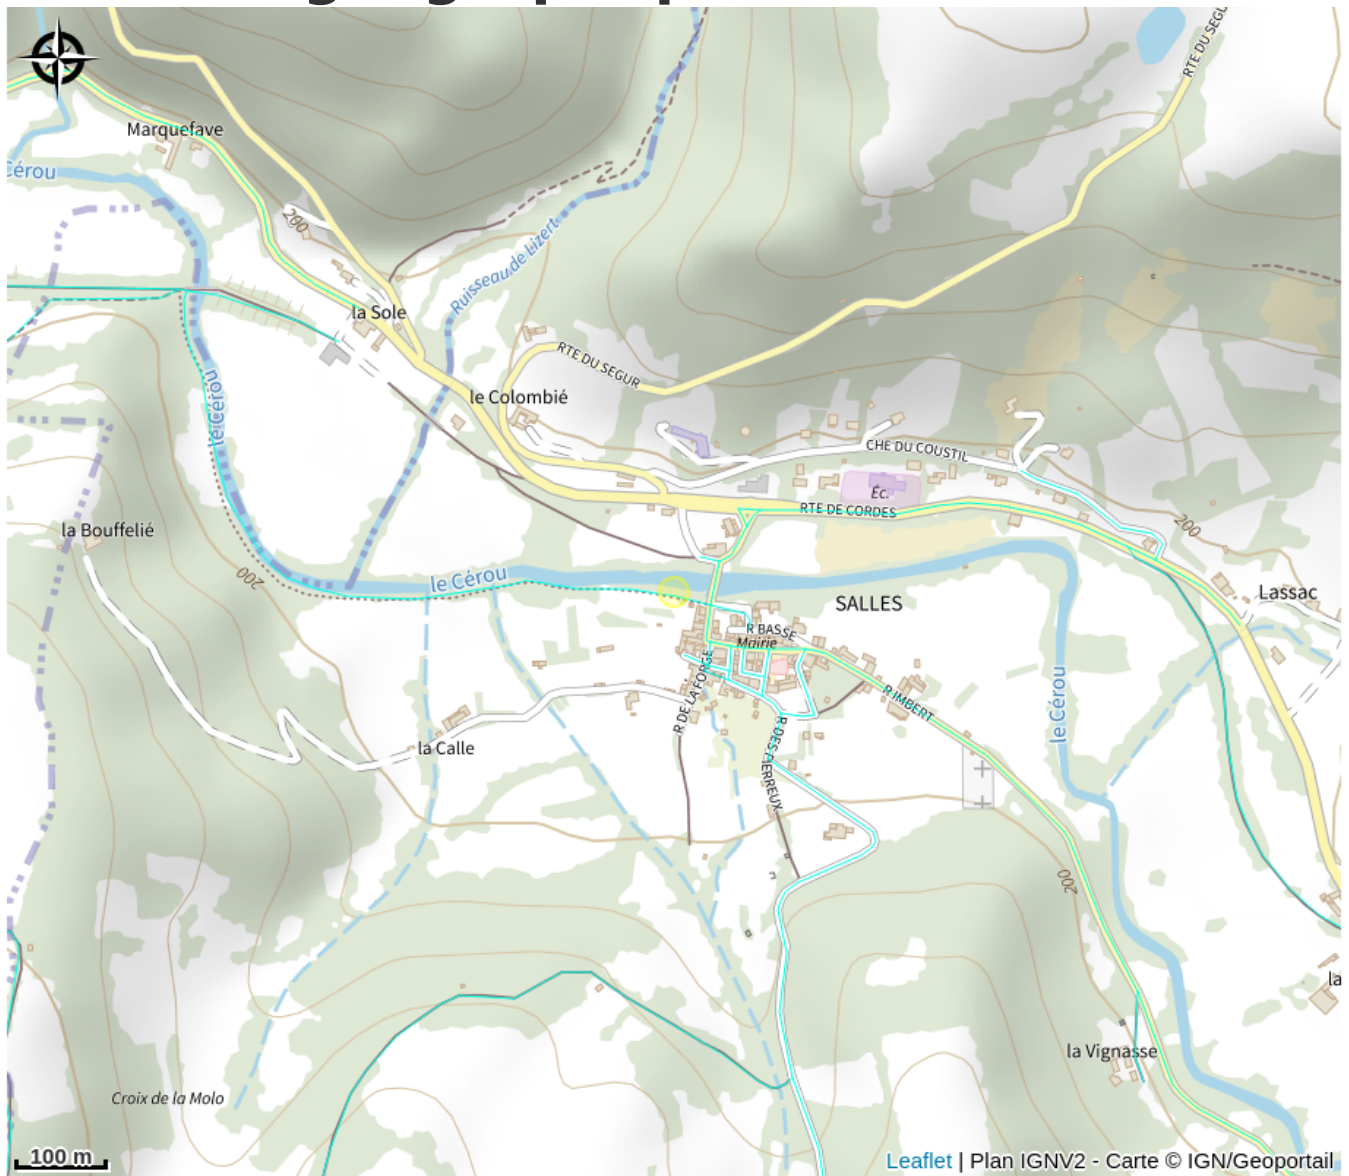 RTE DU SEGU
Marquefave
Cérou
200
Ruisseau de Lizert
la Sole
RTE DU SEGUR
le Colombié
le Cérou
CHE DU COUSTIL
Éc.
RTE DE CORDES
200
la Bouffelié
200
le Cérou
SALLES
Lassac
R BASSE
Mairie
R DE LA FORGE
R IMBERT
le Cérou
la Calle
R DES PIERREUX
200
la
la Vignasse
Croix de la Molo
100 m
Leaflet | Plan IGNV2 - Carte © IGN/Geoportail